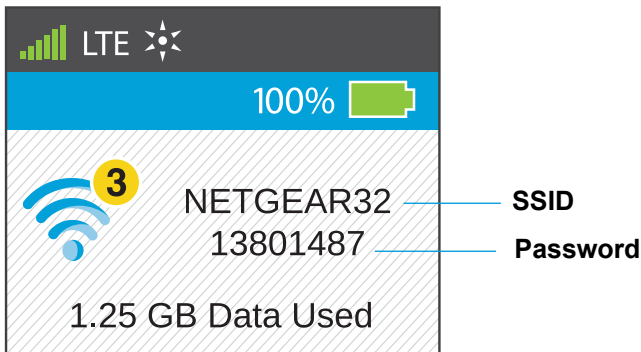 LTE
100%
3
NETGEAR32 SSID
13801487 Password
1.25 GB Data Used